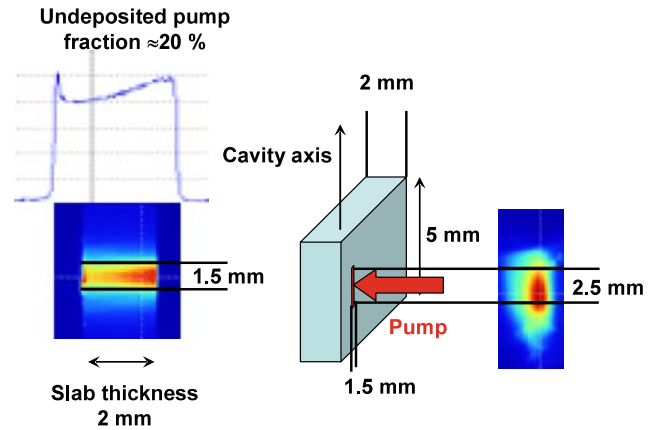 Undeposited pump
fraction ≈20 %
2 mm
Cavity axis
5 mm
1.5 mm
2.5 mm
Pump
1.5 mm
Slab thickness
2 mm